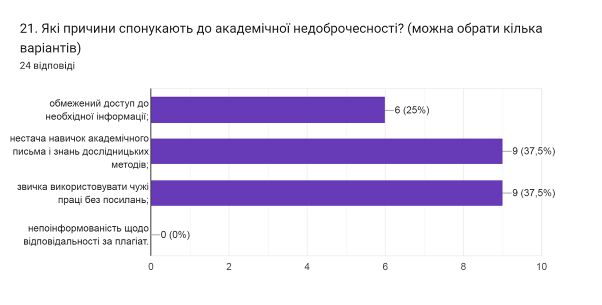 21. Які причини спонукають до академічної недоброчесності? (можна обрати кілька
варіантів)
24 відповіді
обмежений доступ до
необхідної інформації;
6 (25%)
нестача навичок академічного
письма і знань дослідницьких
методів;
9 (37,5%)
звичка використовувати чужі
праці без посилань;
9 (37,5%)
непоінформованість щодо
відповідальності за плагіат.
0 (0%)
0 2 4 6 8 10